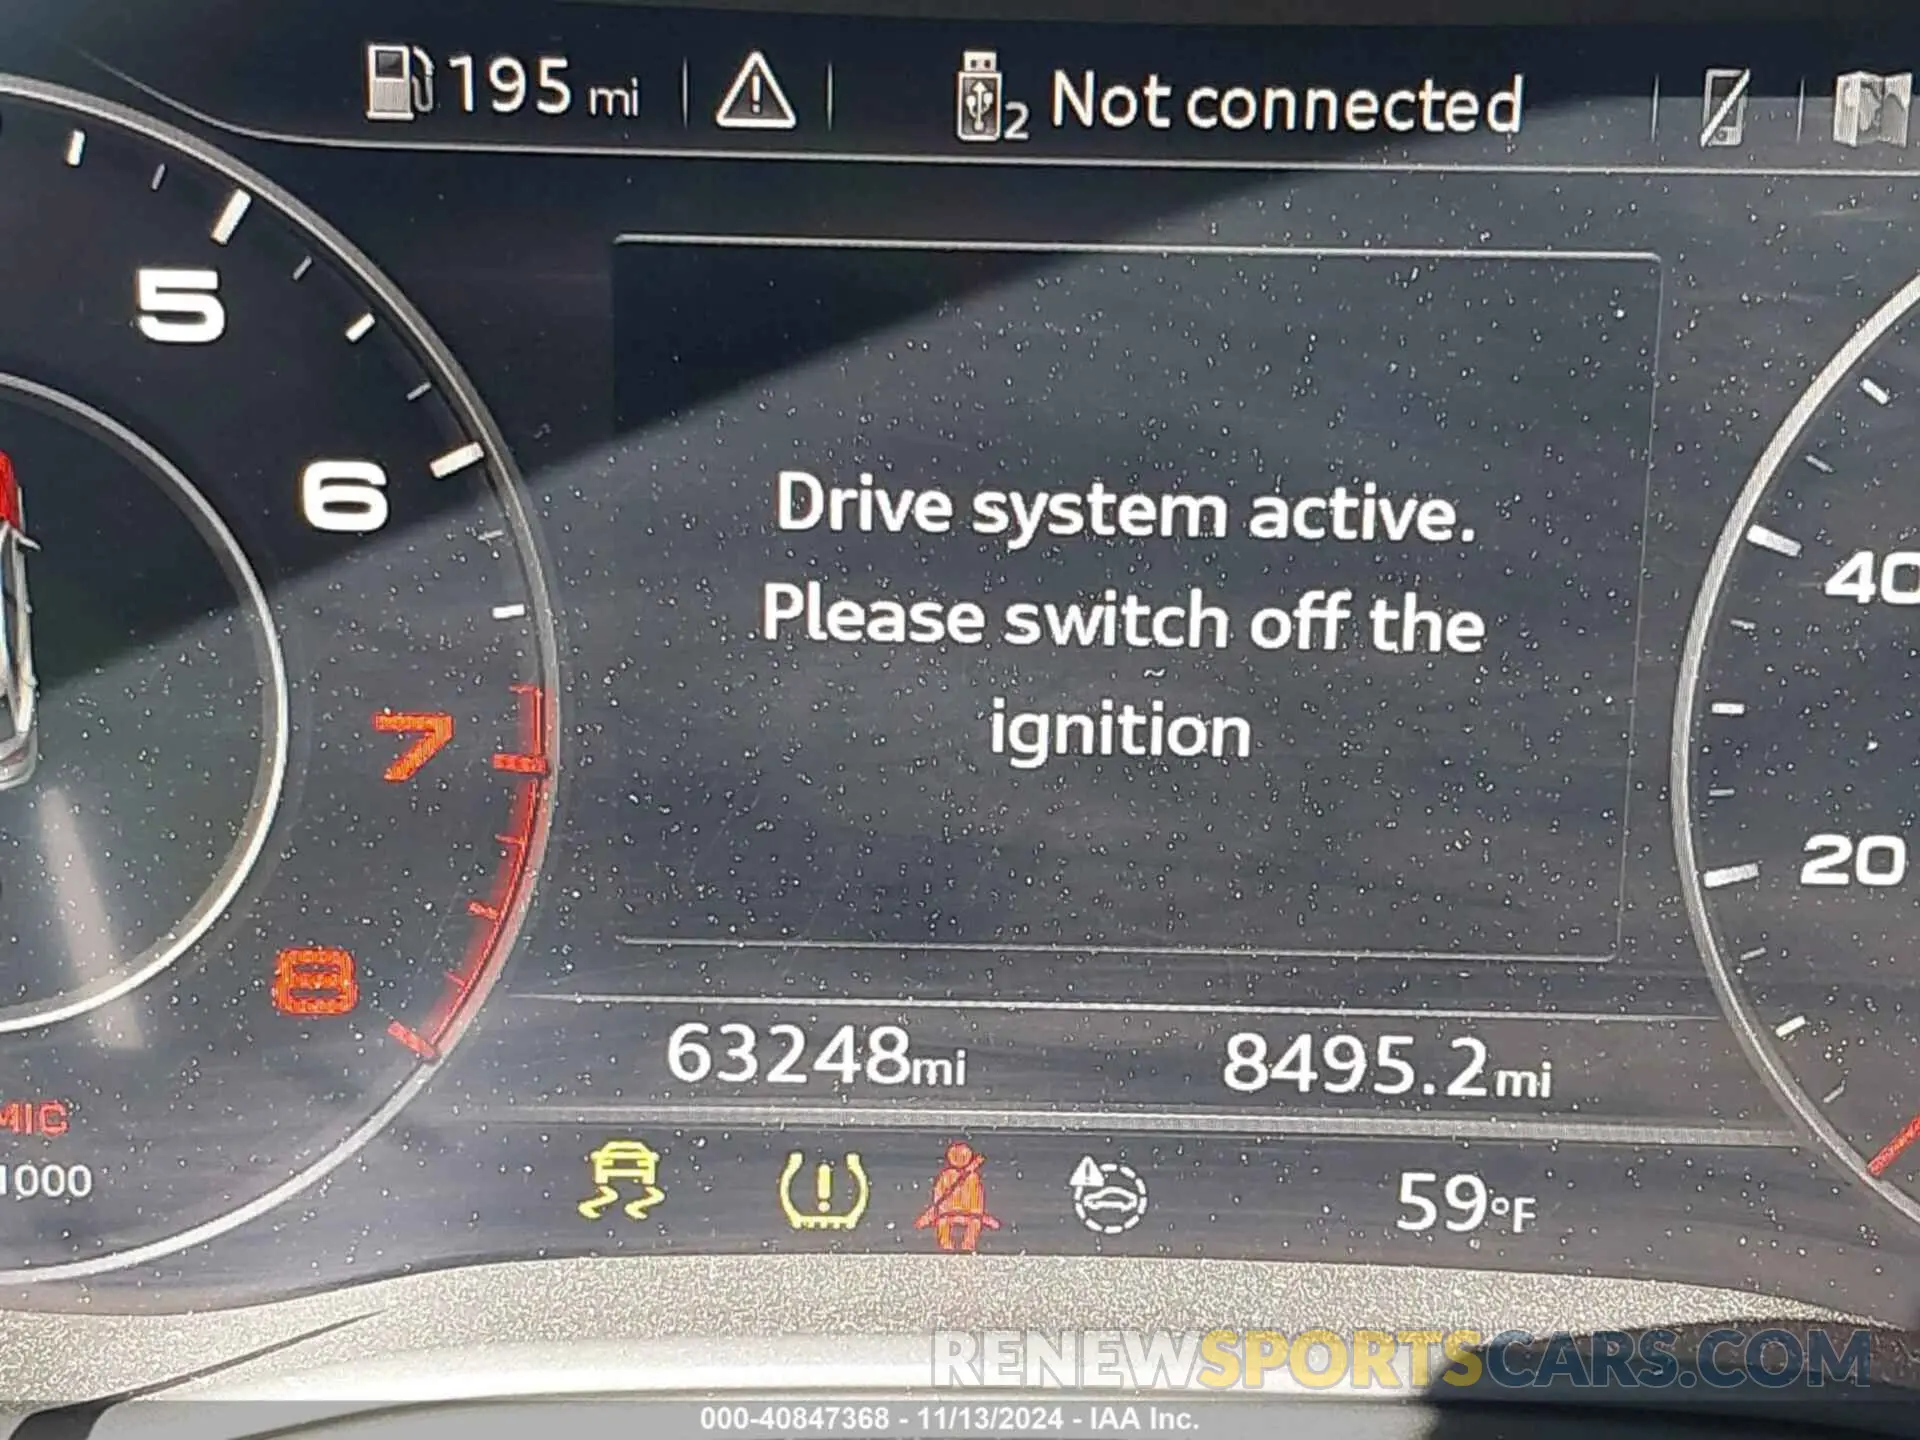 195 mi
2 Not connected
5
6
7
8
MIC
1000
Drive system active.
Please switch off the
ignition
40
20
63248mi
8495.2mi
59°F
RENEWSPORTSCARS.COM
000-40847368 - 11/13/2024 - IAA Inc.